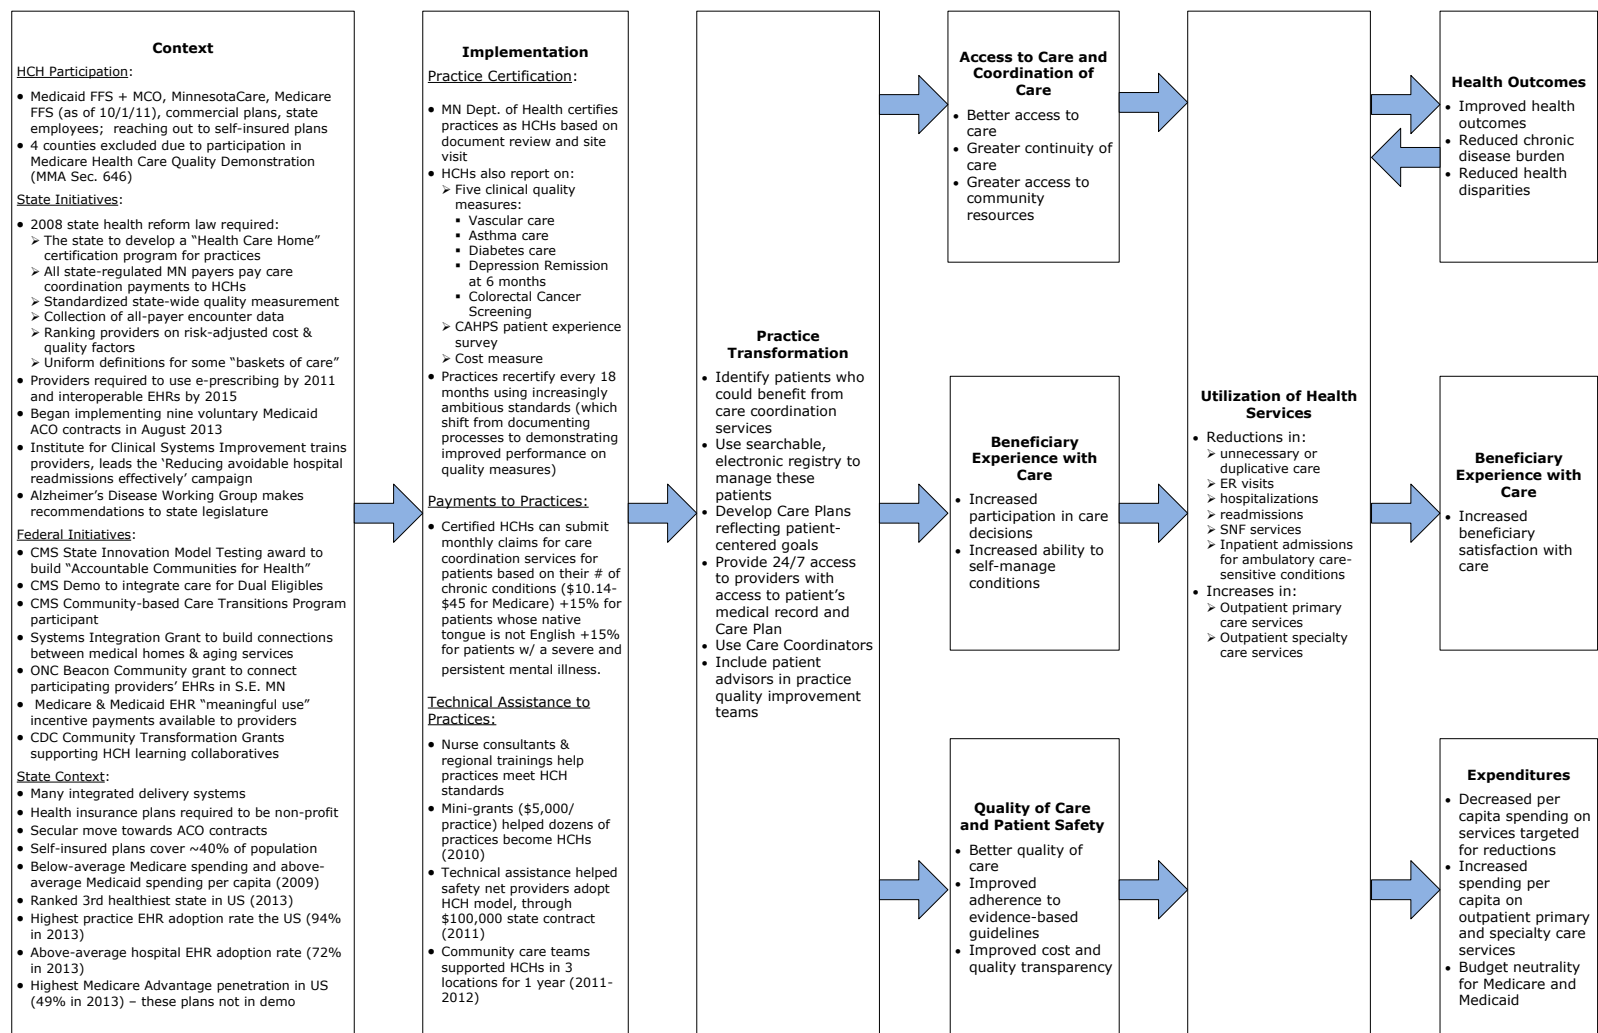 Context
HCH Participation:
• Medicaid FFS + MCO, MinnesotaCare, Medicare
FFS (as of 10/1/11), commercial plans, state
employees;  reaching out to self-insured plans
• 4 counties excluded due to participation in
Medicare Health Care Quality Demonstration
(MMA Sec. 646)
State Initiatives:
• 2008 state health reform law required:
➢ The state to develop a “Health Care Home”
certification program for practices
➢ All state-regulated MN payers pay care
coordination payments to HCHs
➢ Standardized state-wide quality measurement
➢ Collection of all-payer encounter data
➢ Ranking providers on risk-adjusted cost &
quality factors
➢ Uniform definitions for some “baskets of care”
• Providers required to use e-prescribing by 2011
and interoperable EHRs by 2015
• Began implementing nine voluntary Medicaid
ACO contracts in August 2013
• Institute for Clinical Systems Improvement trains
providers, leads the ‘Reducing avoidable hospital
readmissions effectively’ campaign
• Alzheimer’s Disease Working Group makes
recommendations to state legislature
Federal Initiatives:
• CMS State Innovation Model Testing award to
build “Accountable Communities for Health”
• CMS Demo to integrate care for Dual Eligibles
• CMS Community-based Care Transitions Program
participant
• Systems Integration Grant to build connections
between medical homes & aging services
• ONC Beacon Community grant to connect
participating providers’ EHRs in S.E. MN
• Medicare & Medicaid EHR “meaningful use”
incentive payments available to providers
• CDC Community Transformation Grants
supporting HCH learning collaboratives
State Context:
• Many integrated delivery systems
• Health insurance plans required to be non-profit
• Secular move towards ACO contracts
• Self-insured plans cover ~40% of population
• Below-average Medicare spending and above-
average Medicaid spending per capita (2009)
• Ranked 3rd healthiest state in US (2013)
• Highest practice EHR adoption rate the US (94%
in 2013)
• Above-average hospital EHR adoption rate (72%
in 2013)
• Highest Medicare Advantage penetration in US
(49% in 2013) – these plans not in demo
Implementation
Practice Certification:
• MN Dept. of Health certifies
practices as HCHs based on
document review and site
visit
• HCHs also report on:
➢ Five clinical quality
measures:
▪ Vascular care
▪ Asthma care
▪ Diabetes care
▪ Depression Remission
at 6 months
▪ Colorectal Cancer
Screening
➢ CAHPS patient experience
survey
➢ Cost measure
• Practices recertify every 18
months using increasingly
ambitious standards (which
shift from documenting
processes to demonstrating
improved performance on
quality measures)
Payments to Practices:
• Certified HCHs can submit
monthly claims for care
coordination services for
patients based on their # of
chronic conditions ($10.14-
$45 for Medicare) +15% for
patients whose native
tongue is not English +15%
for patients w/ a severe and
persistent mental illness.
Technical Assistance to
Practices:
• Nurse consultants &
regional trainings help
practices meet HCH
standards
• Mini-grants ($5,000/
practice) helped dozens of
practices become HCHs
(2010)
• Technical assistance helped
safety net providers adopt
HCH model, through
$100,000 state contract
(2011)
• Community care teams
supported HCHs in 3
locations for 1 year (2011-
2012)
Practice
Transformation
• Identify patients who
could benefit from
care coordination
services
• Use searchable,
electronic registry to
manage these
patients
• Develop Care Plans
reflecting patient-
centered goals
• Provide 24/7 access
to providers with
access to patient’s
medical record and
Care Plan
• Use Care Coordinators
• Include patient
advisors in practice
quality improvement
teams
Access to Care and
Coordination of
Care
• Better access to
care
• Greater continuity of
care
• Greater access to
community
resources
Beneficiary
Experience with
Care
• Increased
participation in care
decisions
• Increased ability to
self-manage
conditions
Quality of Care
and Patient Safety
• Better quality of
care
• Improved
adherence to
evidence-based
guidelines
• Improved cost and
quality transparency
Utilization of Health
Services
• Reductions in:
➢ unnecessary or
duplicative care
➢ ER visits
➢ hospitalizations
➢ readmissions
➢ SNF services
➢ Inpatient admissions
for ambulatory care-
sensitive conditions
• Increases in:
➢ Outpatient primary
care services
➢ Outpatient specialty
care services
Health Outcomes
• Improved health
outcomes
• Reduced chronic
disease burden
• Reduced health
disparities
Beneficiary
Experience with
Care
• Increased
beneficiary
satisfaction with
care
Expenditures
• Decreased per
capita spending on
services targeted
for reductions
• Increased
spending per
capita on
outpatient primary
and specialty care
services
• Budget neutrality
for Medicare and
Medicaid